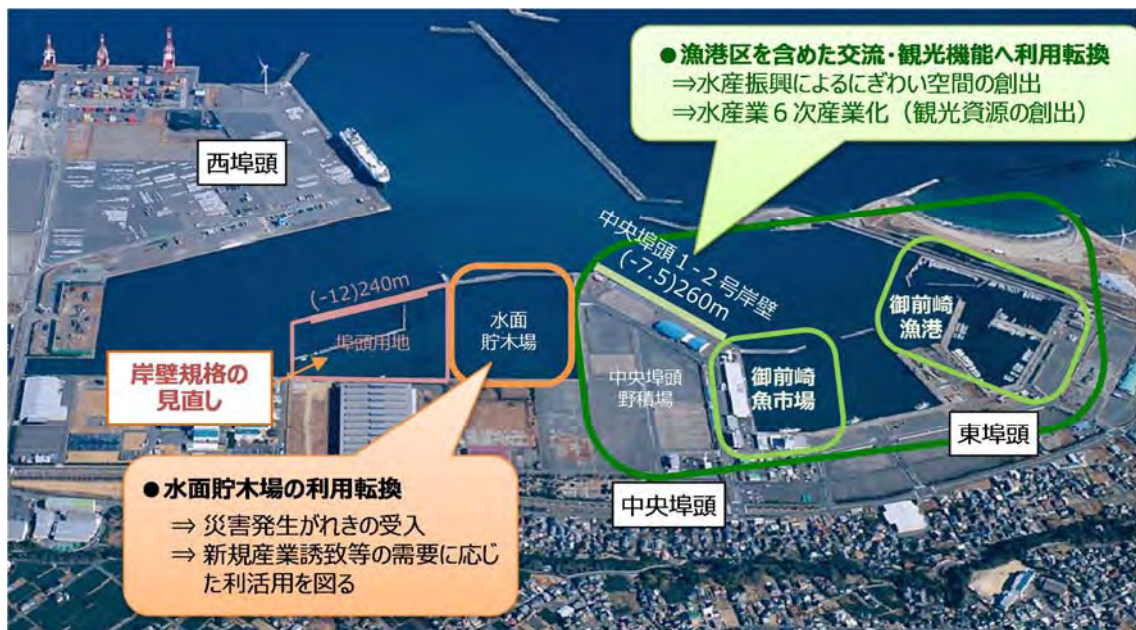 ●漁港区を含めた交流・観光機能へ利用転換
⇒水産振興によるにぎわい空間の創出
⇒水産業６次産業化（観光資源の創出）
西埠頭
中央埠頭１-２号岸壁
(-7.5)260m
(-12)240m
水面
貯木場
埠頭用地
御前崎
漁港
岸壁規格の
見直し
中央埠頭
野積場
御前崎
魚市場
東埠頭
中央埠頭
●水面貯木場の利用転換
⇒ 災害発生がれきの受入
⇒ 新規産業誘致等の需要に応じ
た利活用を図る